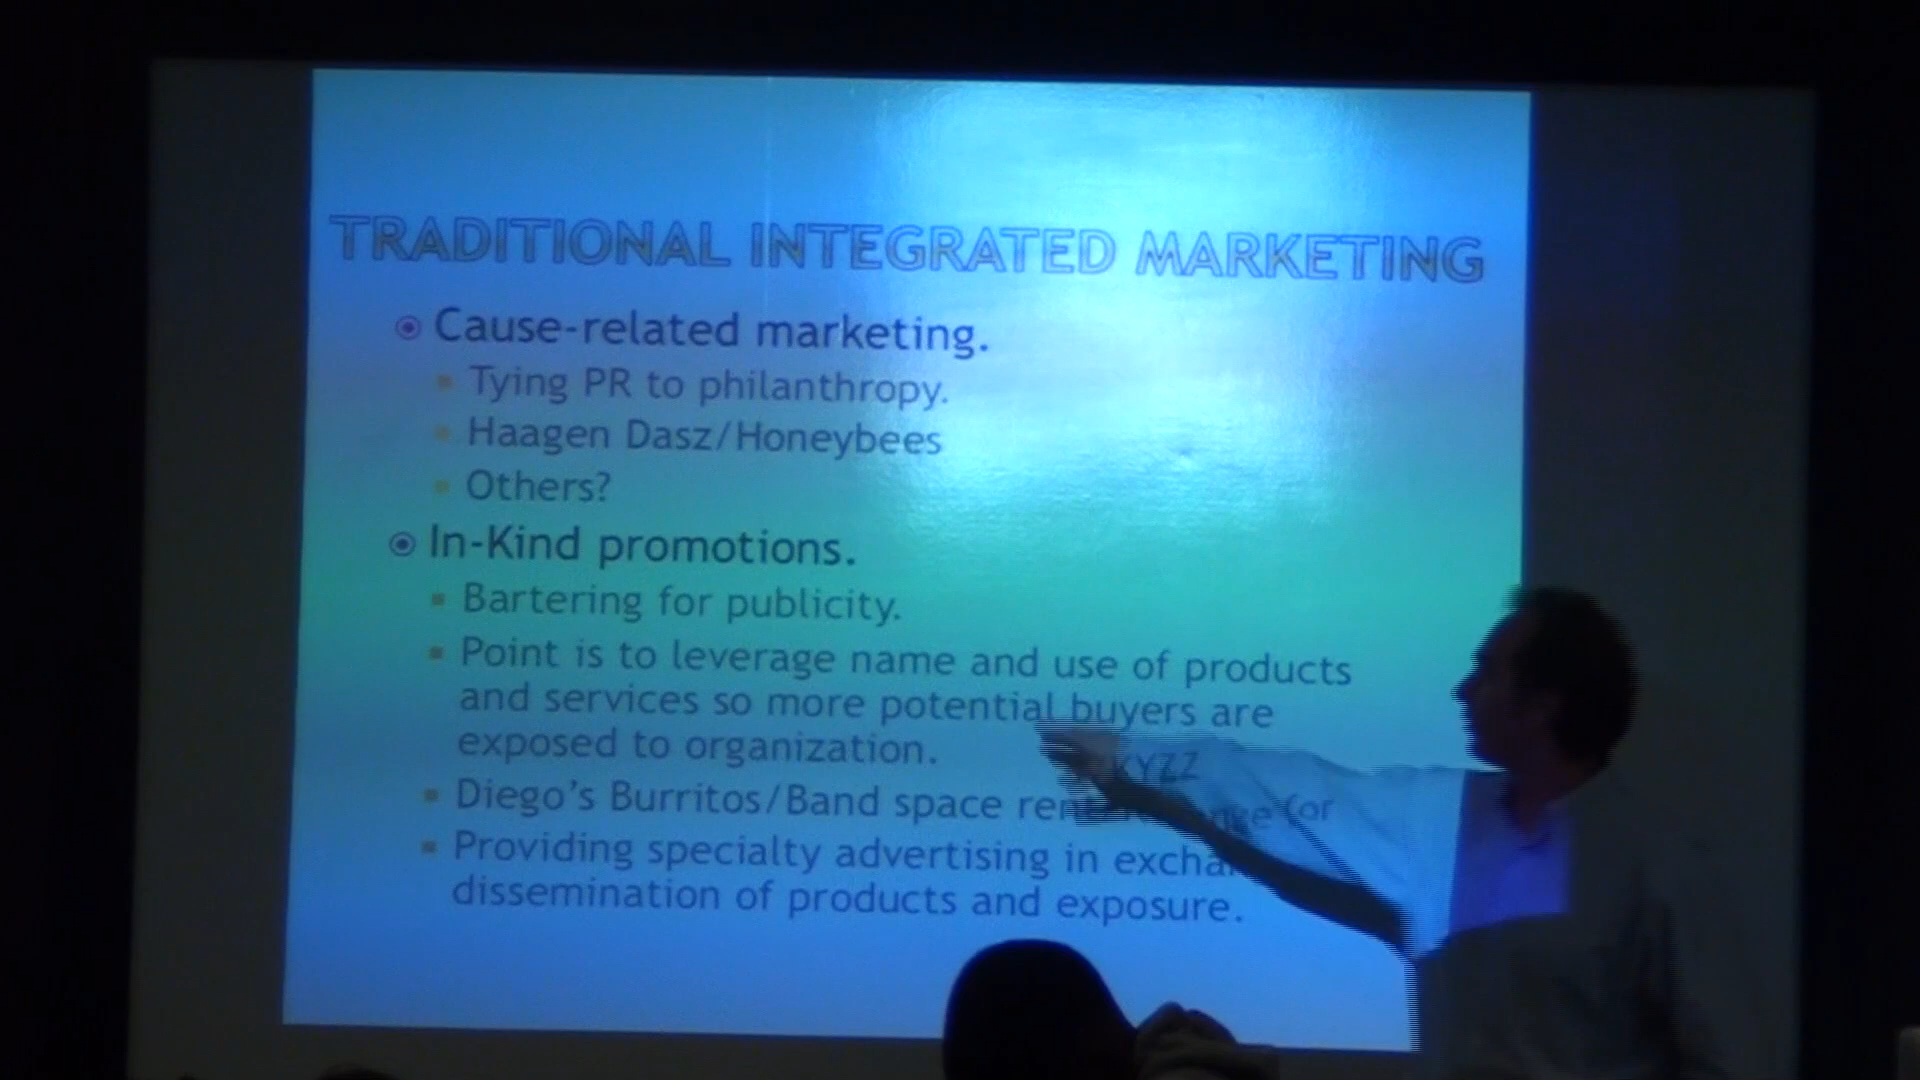 TRADITIONAL INTEGRATED MARKETING
Cause-related marketing.
Tying PR to philanthropy.
Haagen Dasz/Honeybees
Others?
In-Kind promotions.
Bartering for publicity.
Point is to leverage name and use of products
and services so more potential buyers are
exposed to organization.
Diego's Burritos/Band space
Providing specialty advertising in
for
dissemination of products and exposure.